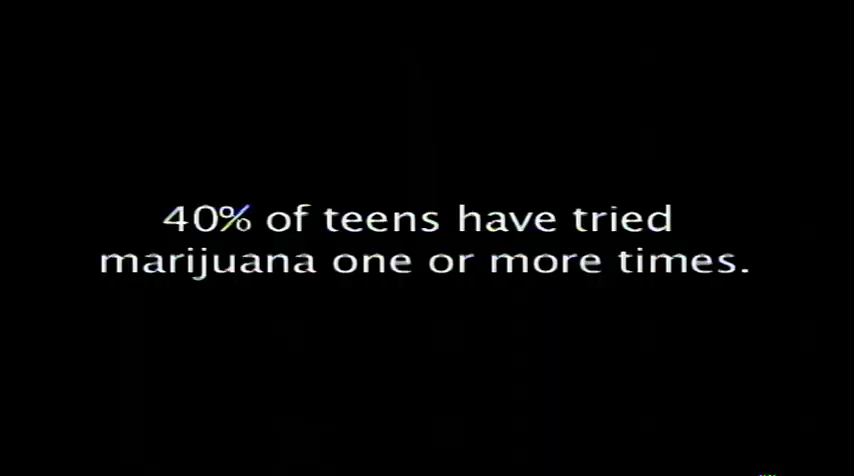 40% of teens have tried
marijuana one or more times.